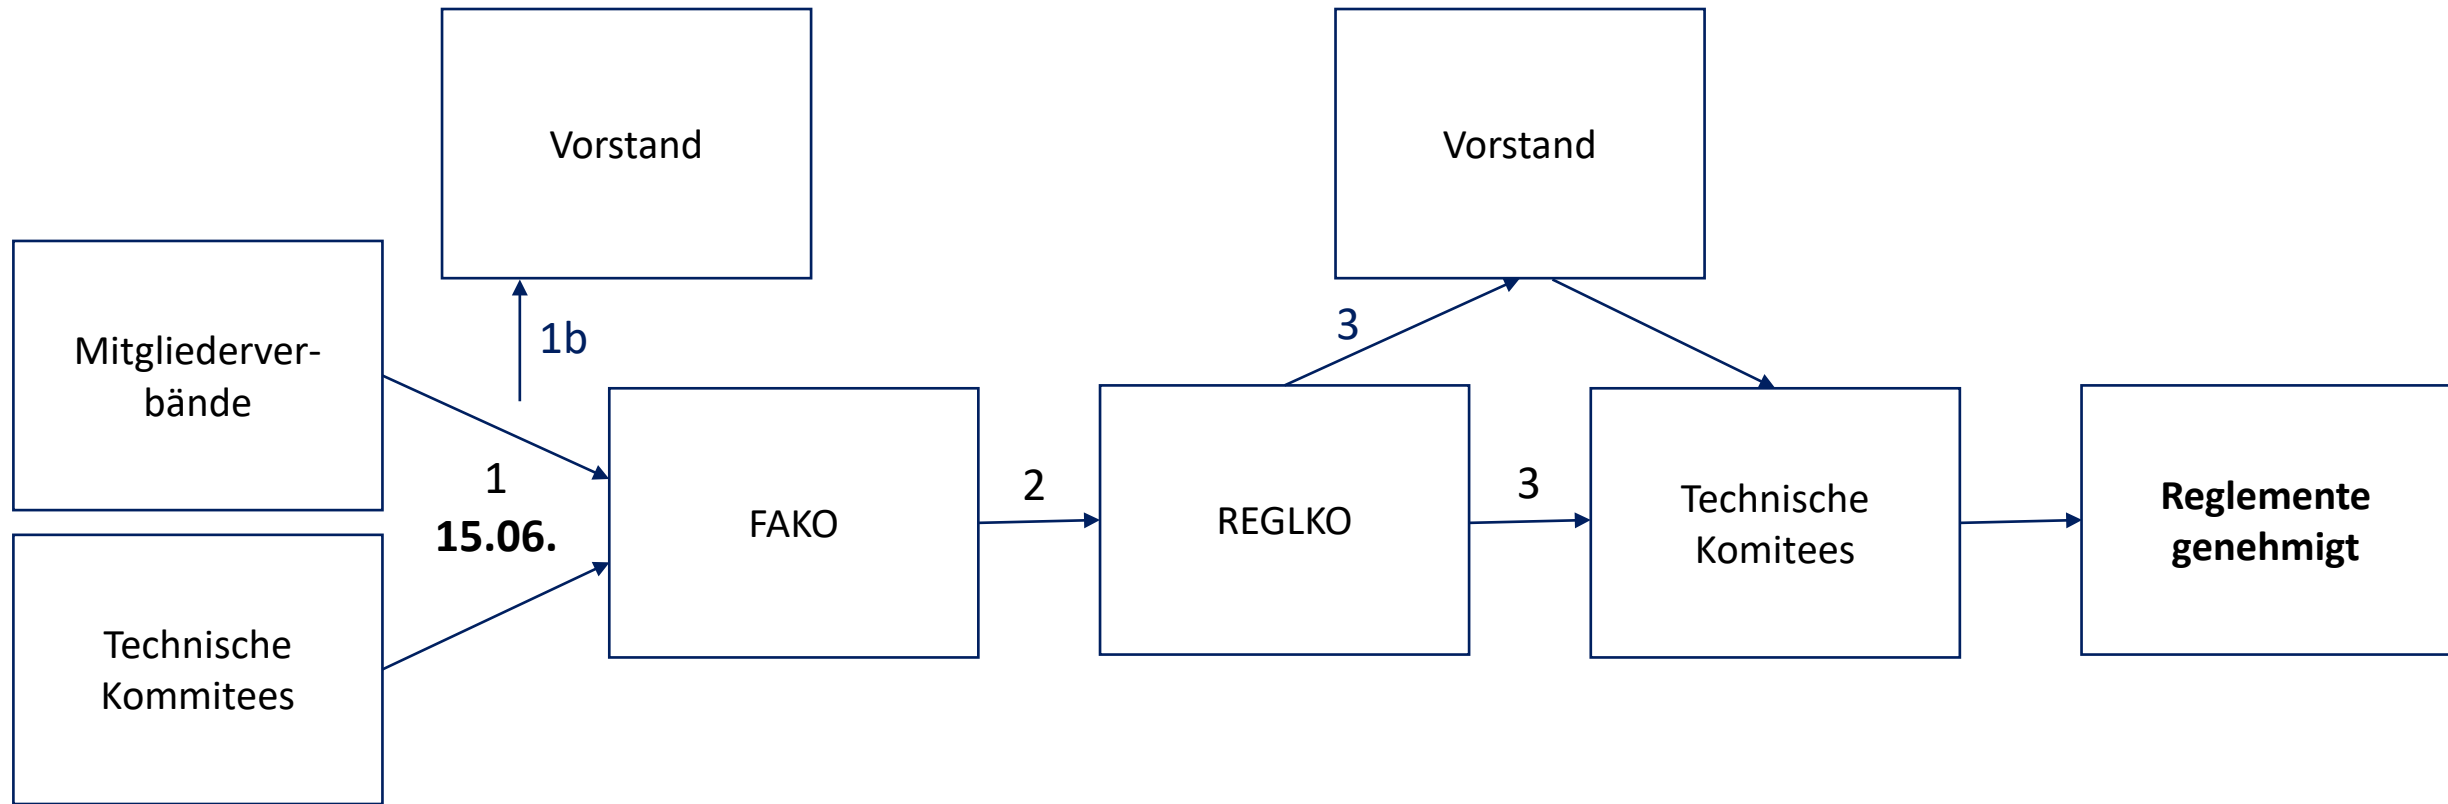 Vorstand
Vorstand
Mitgliederver-
bände
1b
3
1
15.06.
FAKO
2
REGLKO
3
Technische
Komitees
Reglemente
genehmigt
Technische
Kommitees